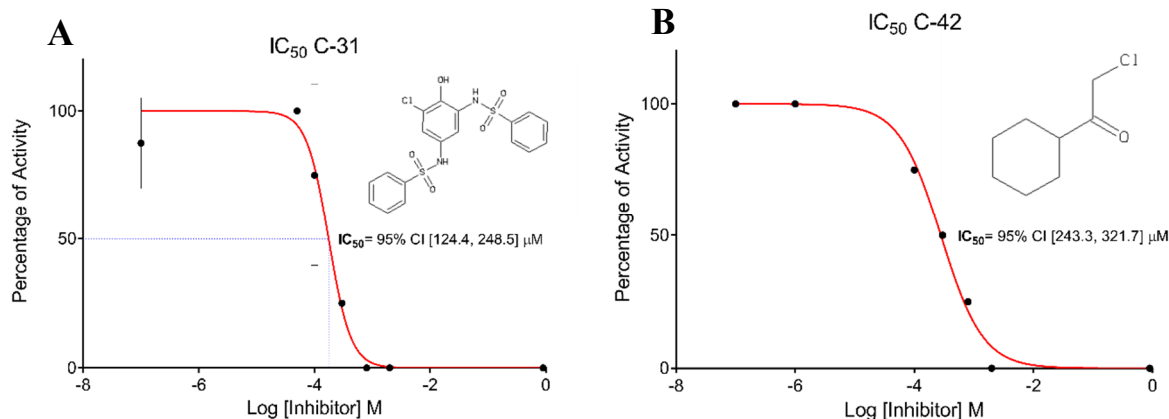 A
IC50 C-31
Percentage of Activity
100
50
0
-8
-6
-4
-2
0
Log [Inhibitor] M
OH
Cl
H
N
S
O
O
NH
S
O
O
IC50= 95% CI [124.4, 248.5] μM
B
IC50 C-42
Percentage of Activity
100
50
0
-8
-6
-4
-2
0
Log [Inhibitor] M
Cl
O
IC50= 95% CI [243.3, 321.7] μM